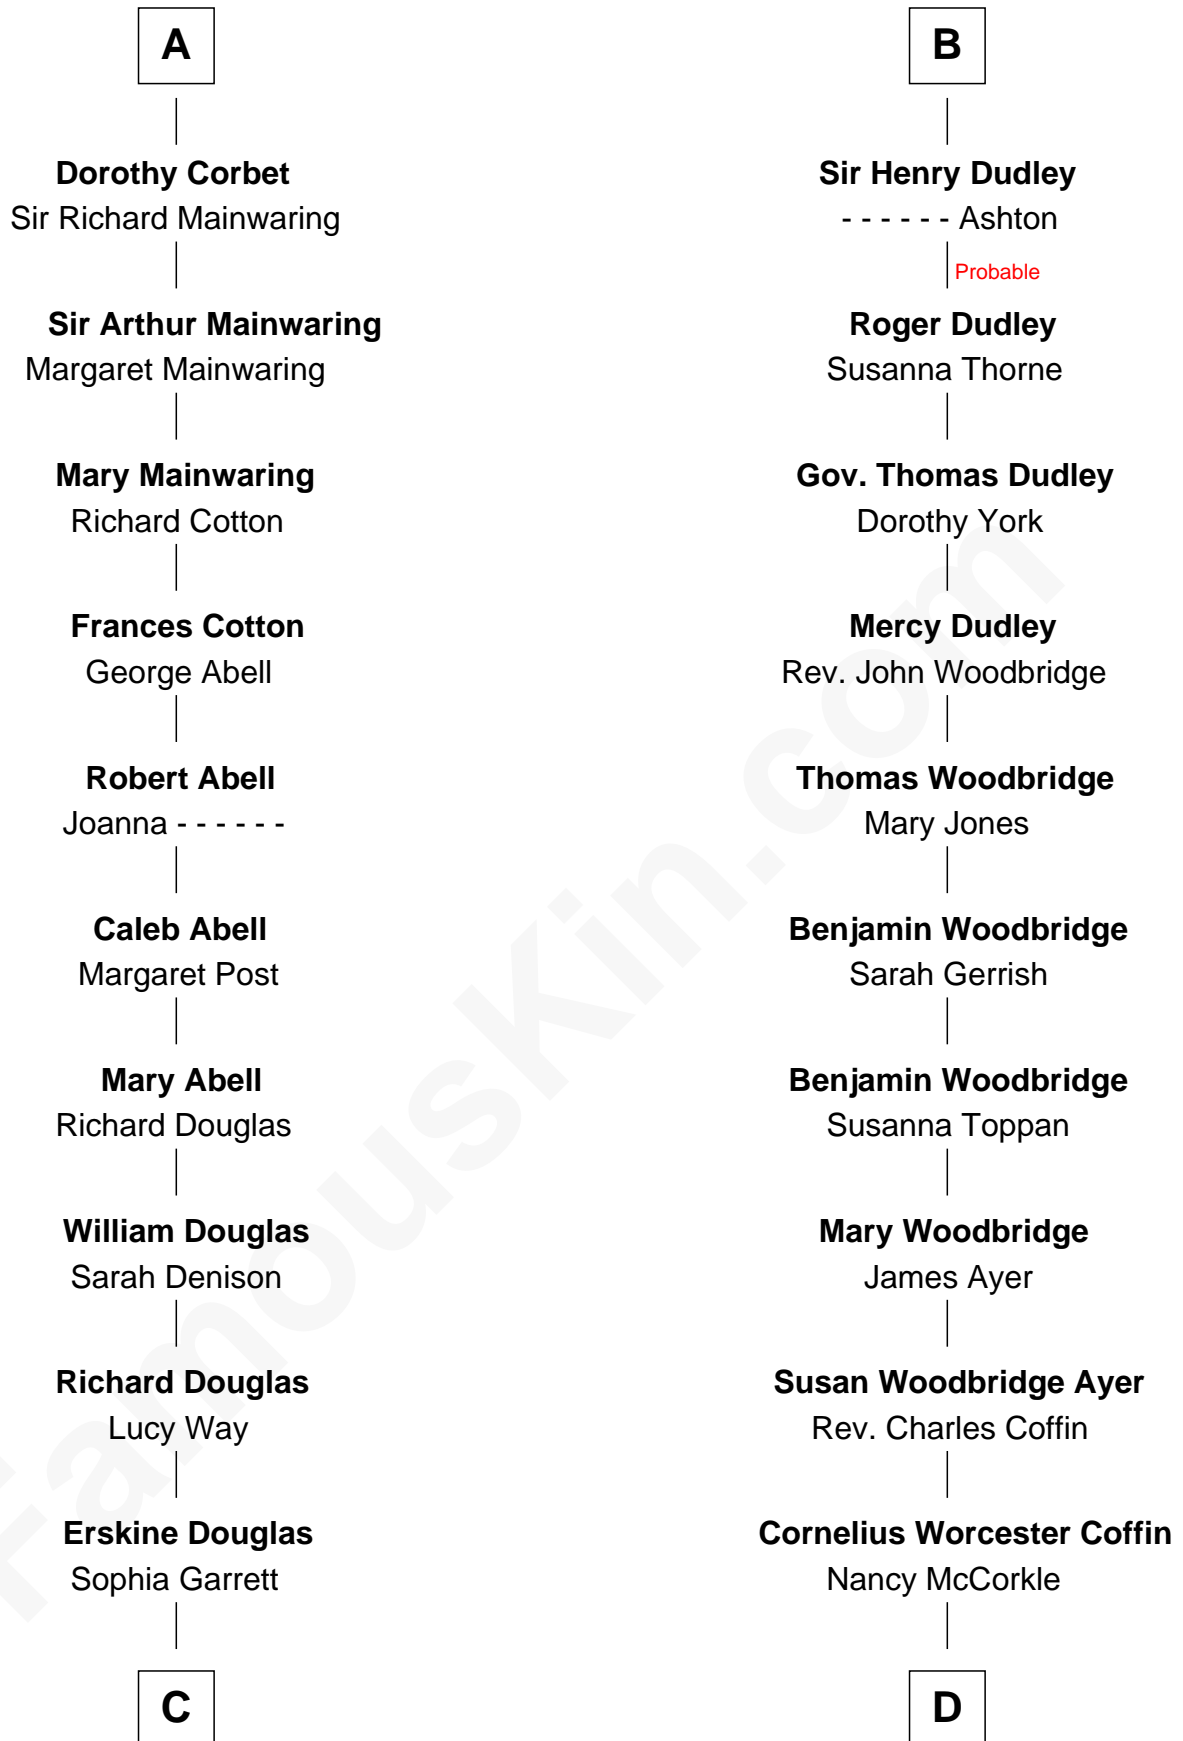 A
Dorothy Corbet
Sir Richard Mainwaring
Sir Arthur Mainwaring
Margaret Mainwaring
Mary Mainwaring
Richard Cotton
Frances Cotton
George Abell
Robert Abell
Joanna - - - - - -
Caleb Abell
Margaret Post
Mary Abell
Richard Douglas
William Douglas
Sarah Denison
Richard Douglas
Lucy Way
Erskine Douglas
Sophia Garrett
C
B
Sir Henry Dudley
- - - - - - Ashton
Probable
Roger Dudley
Susanna Thorne
Gov. Thomas Dudley
Dorothy York
Mercy Dudley
Rev. John Woodbridge
Thomas Woodbridge
Mary Jones
Benjamin Woodbridge
Sarah Gerrish
Benjamin Woodbridge
Susanna Toppan
Mary Woodbridge
James Ayer
Susan Woodbridge Ayer
Rev. Charles Coffin
Cornelius Worcester Coffin
Nancy McCorkle
D
FamousKin.com